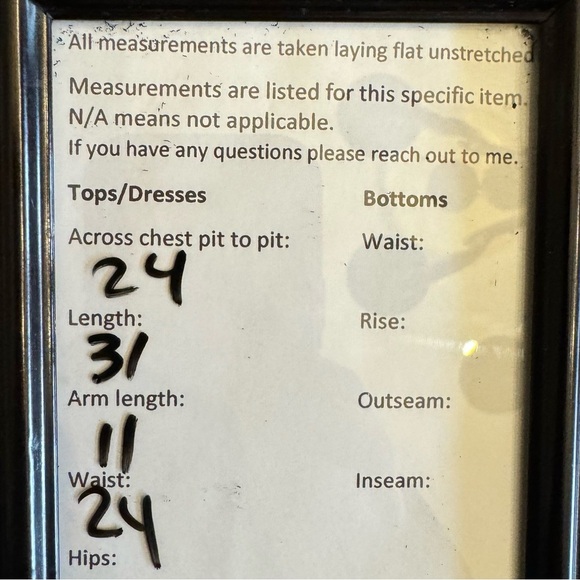 All measurements are taken laying flat unstretched
Measurements are listed for this specific item.
N/A means not applicable.
If you have any questions please reach out to me.
Tops/Dresses
Across chest pit to pit:
24
Length:
31
Arm length:
11
Waist:
24
Hips:
Bottoms
Waist:
Rise:
Outseam:
Inseam: